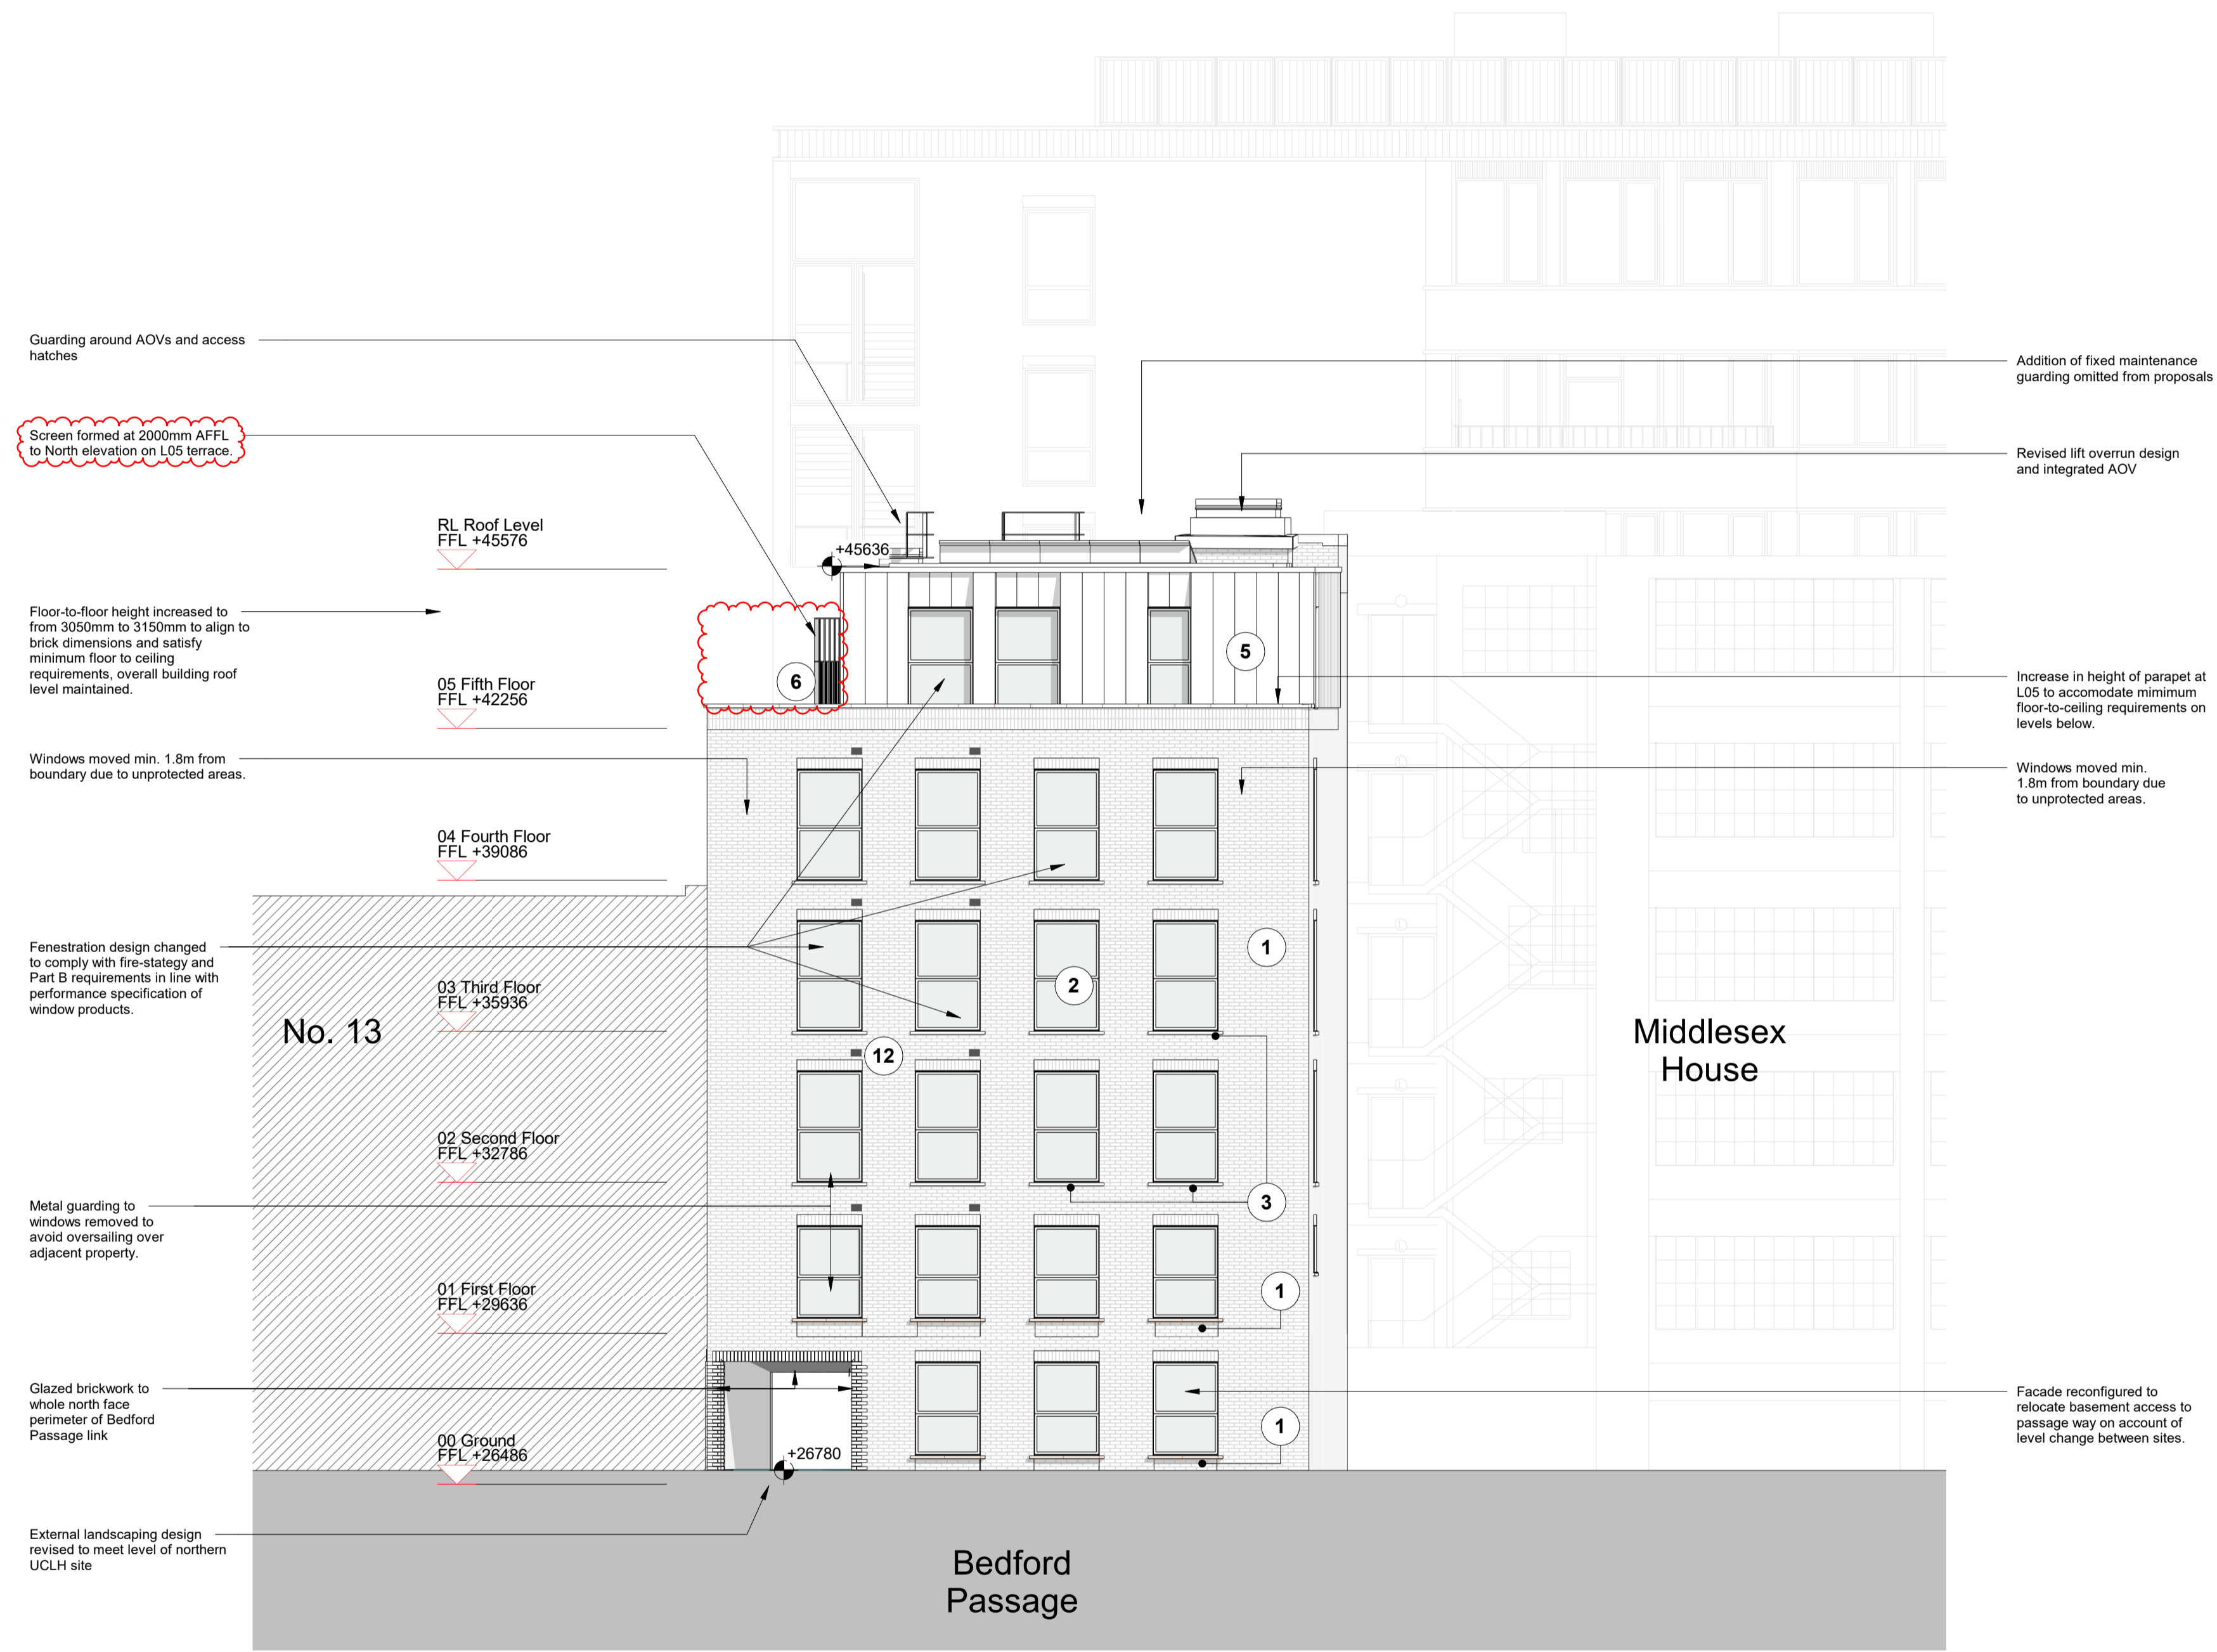 Guarding around AOVs and access
hatches
Screen formed at 2000mm AFFL
to North elevation on L05 terrace.
Floor-to-floor height increased to
from 3050mm to 3150mm to align to
brick dimensions and satisfy
minimum floor to ceiling
requirements, overall building roof
level maintained.
Windows moved min. 1.8m from
boundary due to unprotected areas.
Fenestration design changed
to comply with fire-stategy and
Part B requirements in line with
performance specification of
window products.
Metal guarding to
windows removed to
avoid oversailing over
adjacent property.
Glazed brickwork to
whole north face
perimeter of Bedford
Passage link
External landscaping design
revised to meet level of northern
UCLH site
RL Roof Level
FFL +45576
05 Fifth Floor
FFL +42256
04 Fourth Floor
FFL +39086
03 Third Floor
FFL +35936
No. 13
02 Second Floor
FFL +32786
01 First Floor
FFL +29636
00 Ground
FFL +26486
+45636
5
6
1
2
12
3
1
1
+26780
Bedford
Passage
Middlesex
House
Addition of fixed maintenance
guarding omitted from proposals
Revised lift overrun design
and integrated AOV
Increase in height of parapet at
L05 to accomodate mimimum
floor-to-ceiling requirements on
levels below.
Windows moved min.
1.8m from boundary due
to unprotected areas.
Facade reconfigured to
relocate basement access to
passage way on account of
level change between sites.